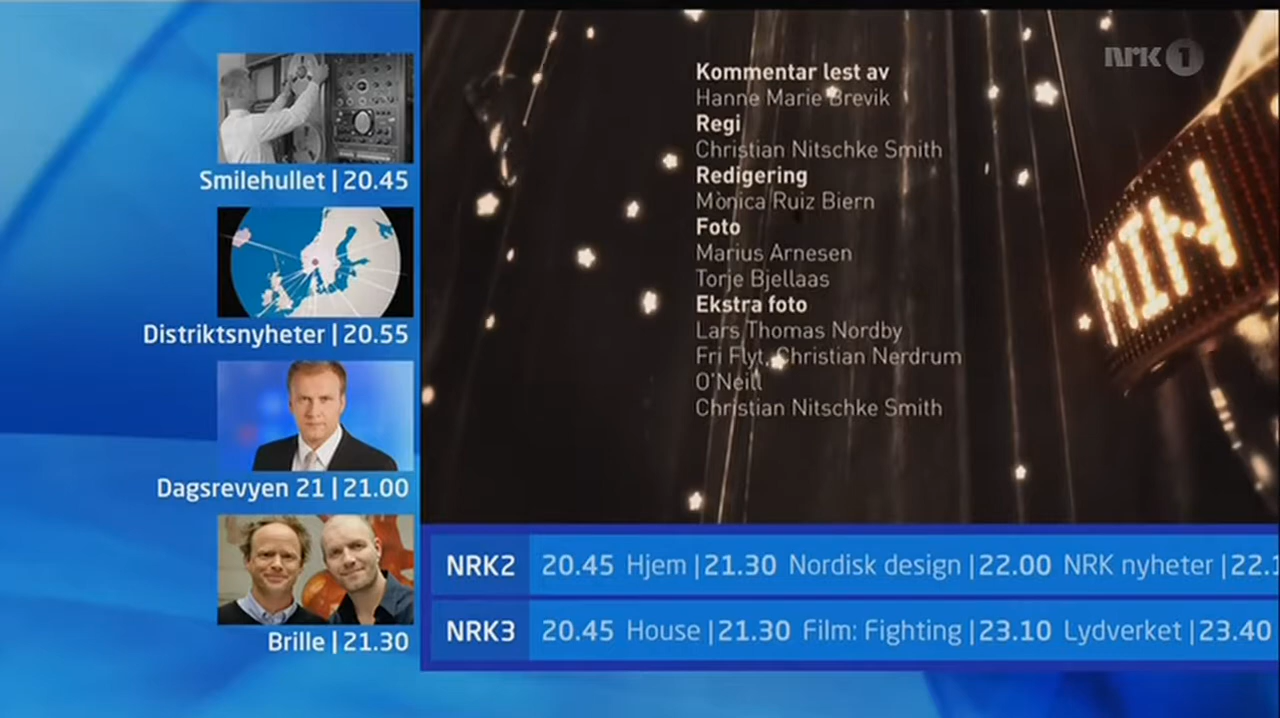 Smilehullet | 20.45
Distriktsnyheter | 20.55
Dagsrevyen 21 | 21.00
Brille | 21.30
nrk 1
Kommentar lest av
Hanne Marie Brevik
Regi
Christian Nitschke Smith
Redigering
Mònica Ruiz Biern
Foto
Marius Arnesen
Torje Bjellaas
Ekstra foto
Lars Thomas Nordby
Fri Flyt, Christian Nerdrum
O'Neill
Christian Nitschke Smith
MIN
NRK2 20.45 Hjem | 21.30 Nordisk design | 22.00 NRK nyheter | 22.1
NRK3 20.45 House | 21.30 Film: Fighting | 23.10 Lydverket | 23.40